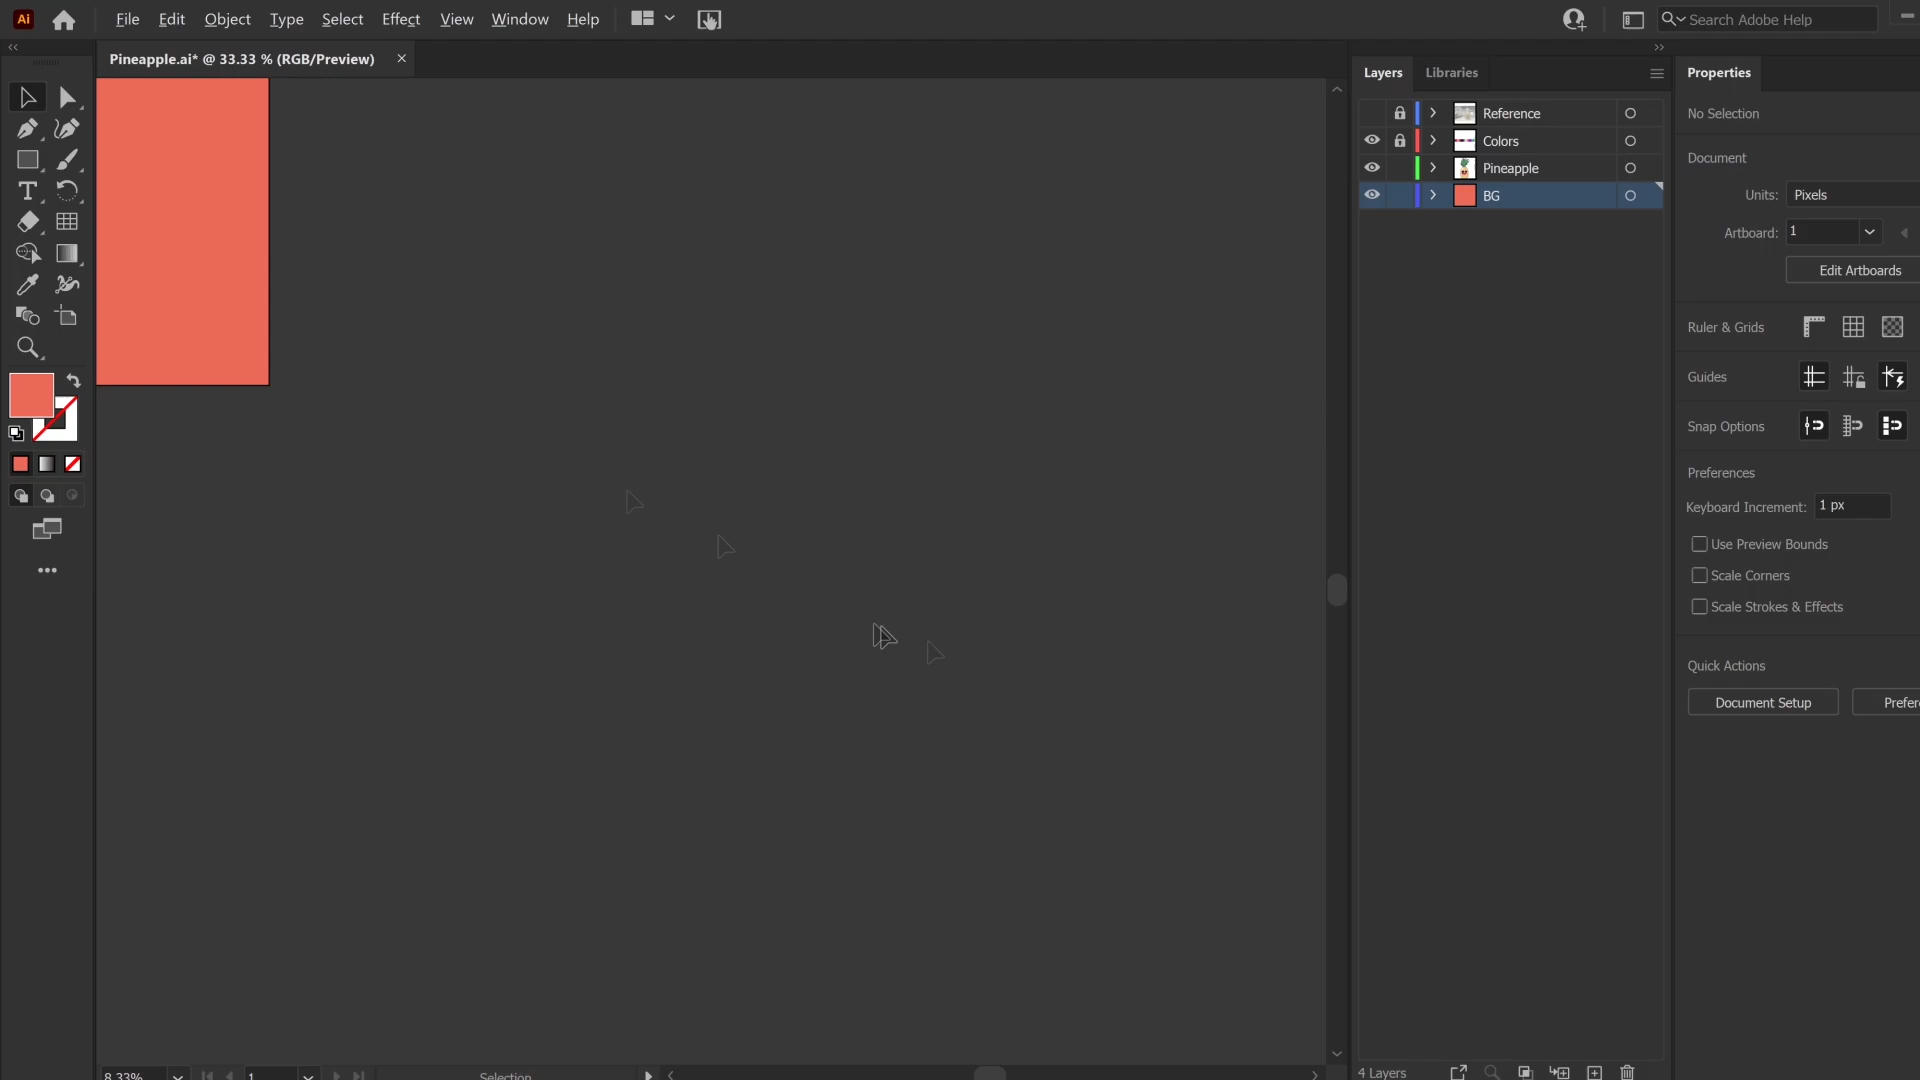 Ai File Edit Object Type Select Effect View Window Help Search Adobe Help
Pineapple.ai* @ 33.33 % (RGB/Preview) ×
Layers Libraries
Reference
Colors
Pineapple
BG
4 Layers
Properties
No Selection
Document
Units: Pixels
Artboard: 1
Edit Artboards
Ruler & Grids
Guides
Snap Options
Preferences
Keyboard Increment: 1 px
Use Preview Bounds
Scale Corners
Scale Strokes & Effects
Quick Actions
Document Setup Prefer
8.33% 1 Selection